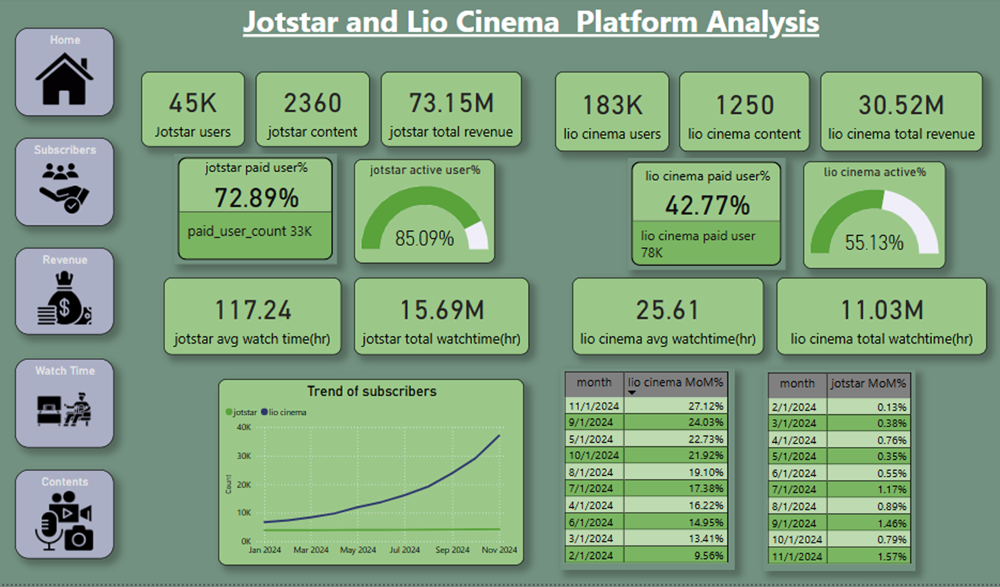 Jotstar and Lio Cinema  Platform Analysis
Home
Subscribers
Revenue
Watch Time
Contents
45K
Jotstar users
2360
jotstar content
73.15M
jotstar total revenue
183K
lio cinema users
1250
lio cinema content
30.52M
lio cinema total revenue
jotstar paid user%
72.89%
paid_user_count 33K
jotstar active user%
85.09%
lio cinema paid user%
42.77%
lio cinema paid user
78K
lio cinema active%
55.13%
117.24
jotstar avg watch time(hr)
15.69M
jotstar total watchtime(hr)
25.61
lio cinema avg watchtime(hr)
11.03M
lio cinema total watchtime(hr)
Trend of subscribers
jotstar lio cinema
Count
40K
30K
20K
10K
0K
Jan 2024 Mar 2024 May 2024 Jul 2024 Sep 2024 Nov 2024
month lio cinema MoM%
11/1/2024 27.12%
9/1/2024 24.03%
5/1/2024 22.73%
10/1/2024 21.92%
8/1/2024 19.10%
7/1/2024 17.38%
4/1/2024 16.22%
6/1/2024 14.95%
3/1/2024 13.41%
2/1/2024 9.56%
month jotstar MoM%
2/1/2024 0.13%
3/1/2024 0.38%
4/1/2024 0.76%
5/1/2024 0.35%
6/1/2024 0.55%
7/1/2024 1.17%
8/1/2024 0.89%
9/1/2024 1.46%
10/1/2024 0.79%
11/1/2024 1.57%